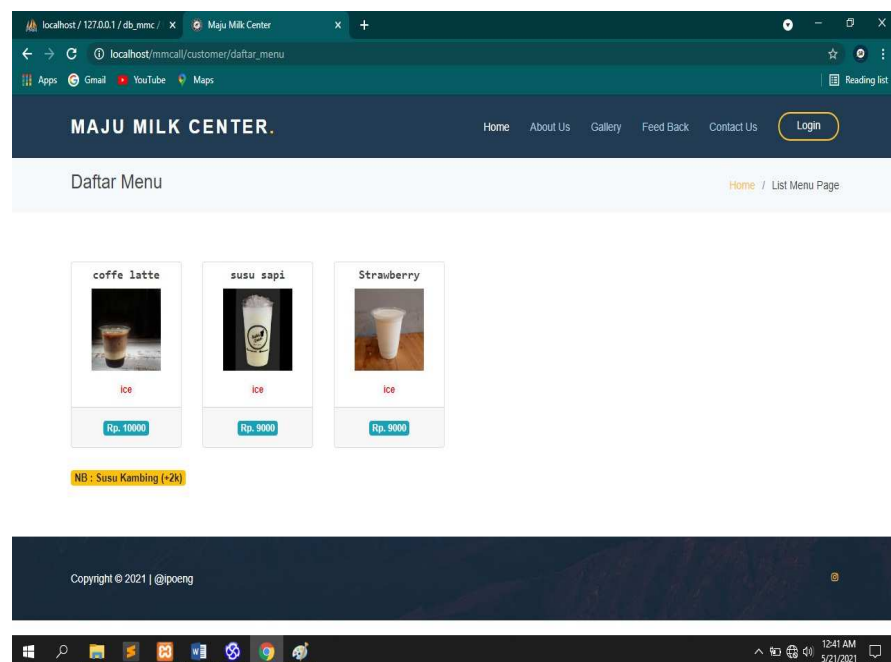 localhost / 127.0.0.1 / db_mmc /
Maju Milk Center
localhost/mmcall/customer/daftar_menu
Apps Gmail YouTube Maps Reading list
MAJU MILK CENTER.
Home About Us Gallery Feed Back Contact Us Login
Daftar Menu
Home / List Menu Page
coffe latte susu sapi Strawberry
ice ice ice
Rp. 10000 Rp. 9000 Rp. 9000
NB : Susu Kambing (+2k)
Copyright © 2021 | @ipoeng
12:41 AM
5/21/2021